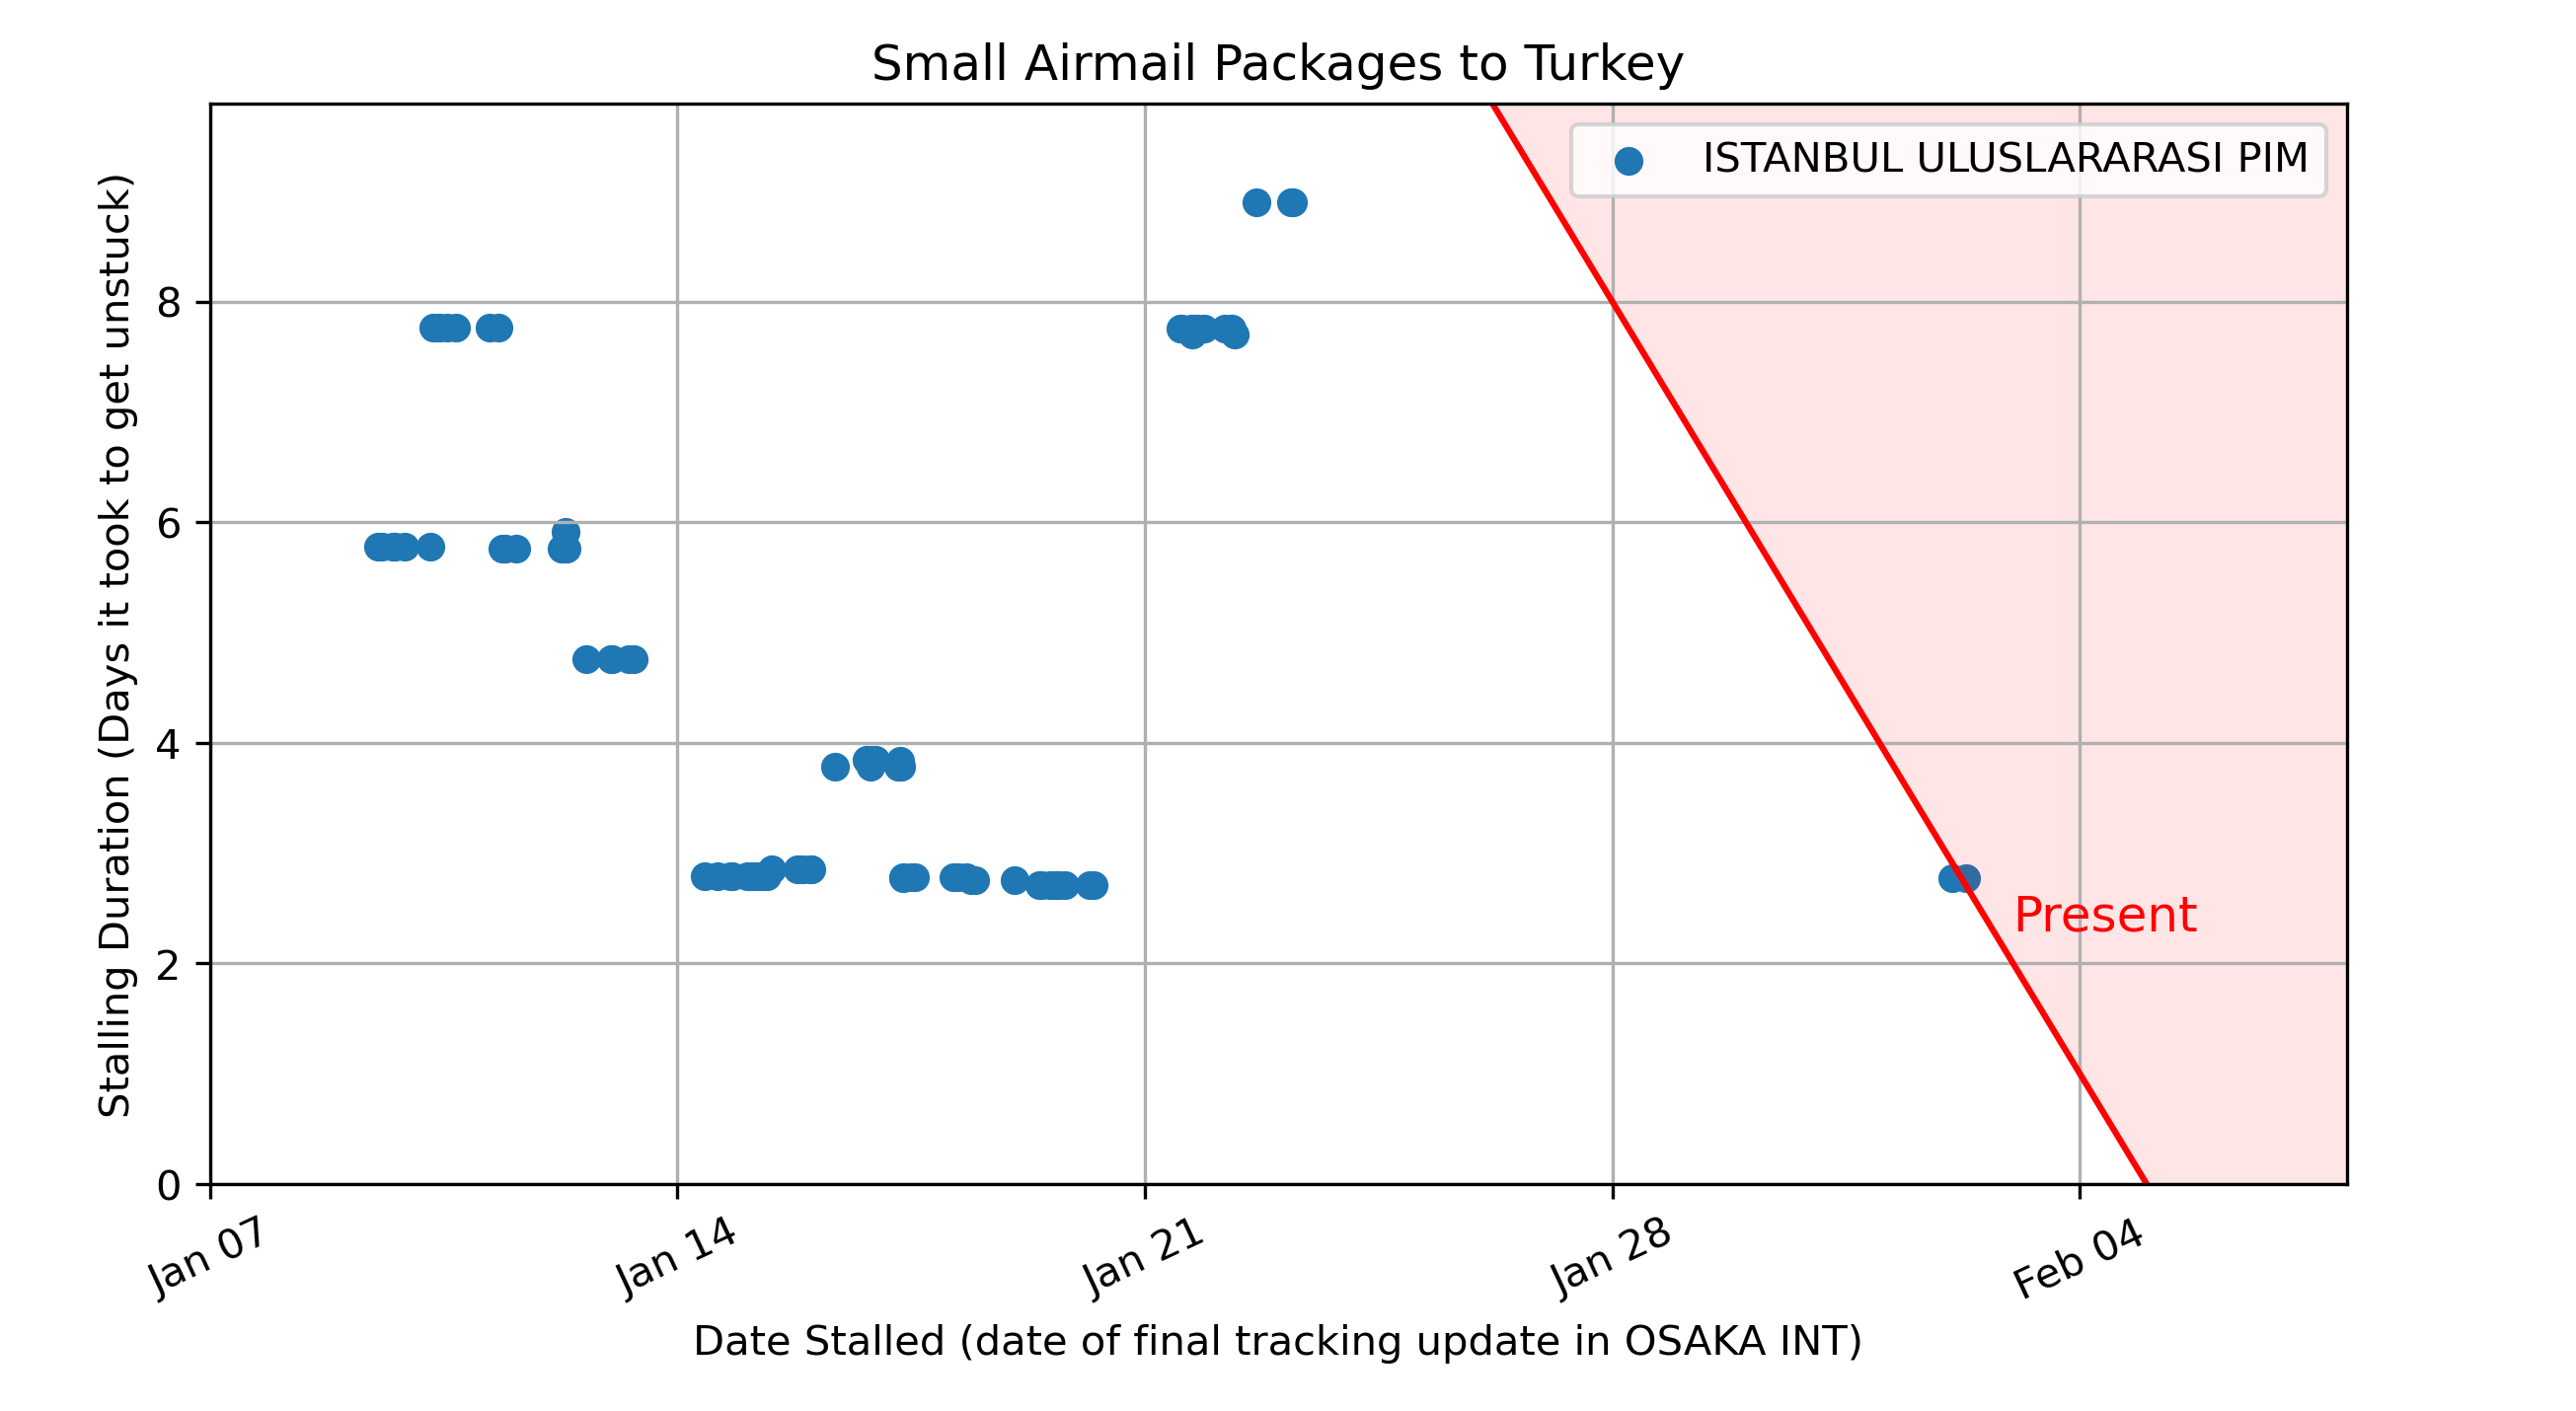 Small Airmail Packages to Turkey
ISTANBUL ULUSLARARASI PIM
Stalling Duration (Days it took to get unstuck)
8
6
4
2
0
Present
Jan 07
Jan 14
Jan 21
Jan 28
Feb 04
Date Stalled (date of final tracking update in OSAKA INT)